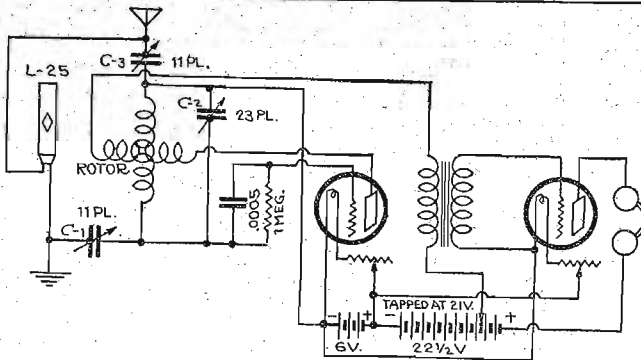 C-3
11 PL.
L-25
C-2
23 PL.
ROTOR
.0005
1 MEG.
11 PL.
C-1
TAPPED AT 21V.
- + - +
6V.
22½V